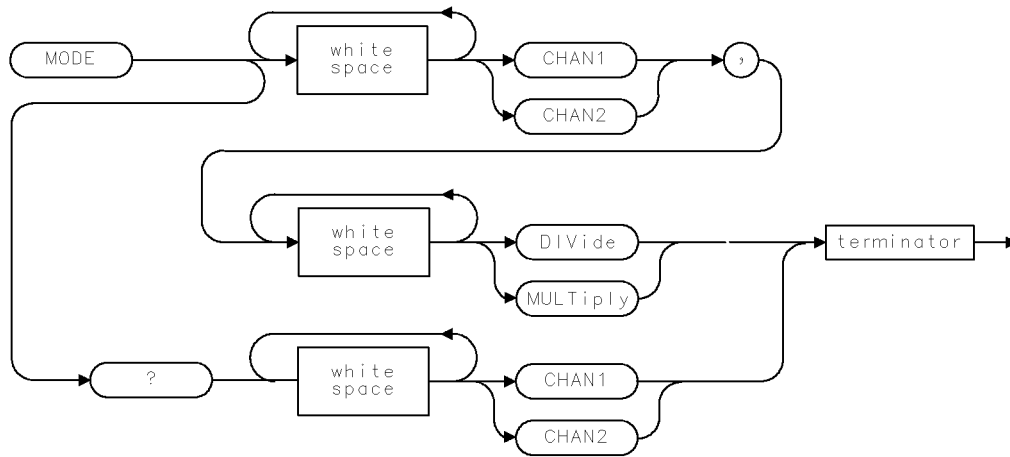 MODE
white
space
CHAN1
,
CHAN2
white
space
DIVide
terminator
MULTiply
?
white
space
CHAN1
CHAN2